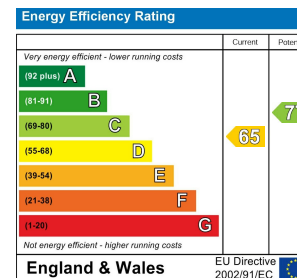 Energy Efficiency Rating
Current
Very energy efficient - lower running costs
(92 plus) A
(81-91) B
(69-80) C
(55-68) D
65
(39-54) E
(21-38) F
(1-20) G
Not energy efficient - higher running costs
England & Wales
EU Directive
2002/91/EC